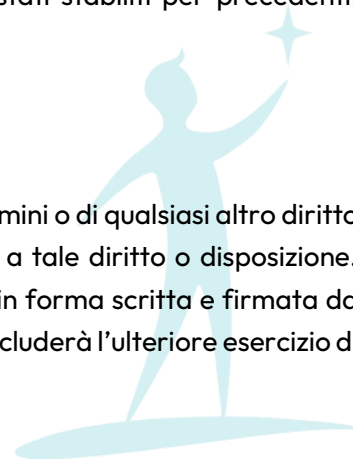 stati stabiliti per precedenti
mini o di qualsiasi altro diritto
a tale diritto o disposizione.
in forma scritta e firmata da
cluderà l'ulteriore esercizio d